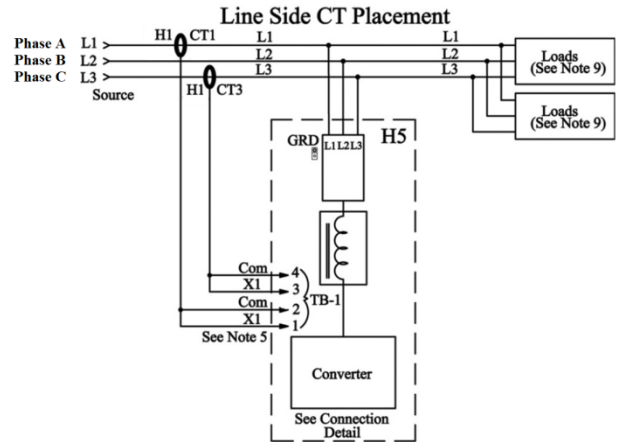 Line Side CT Placement
H1 CT1
Phase A L1 L1 L1
Phase B L2 L2 L2
Phase C L3 L3 L3
Source
H1 CT3
Loads
(See Note 9)
Loads
(See Note 9)
GRD
L1 L2 L3
H5
Com 4
X1 3
TB-1
Com 2
X1 1
See Note 5
Converter
See Connection
Detail